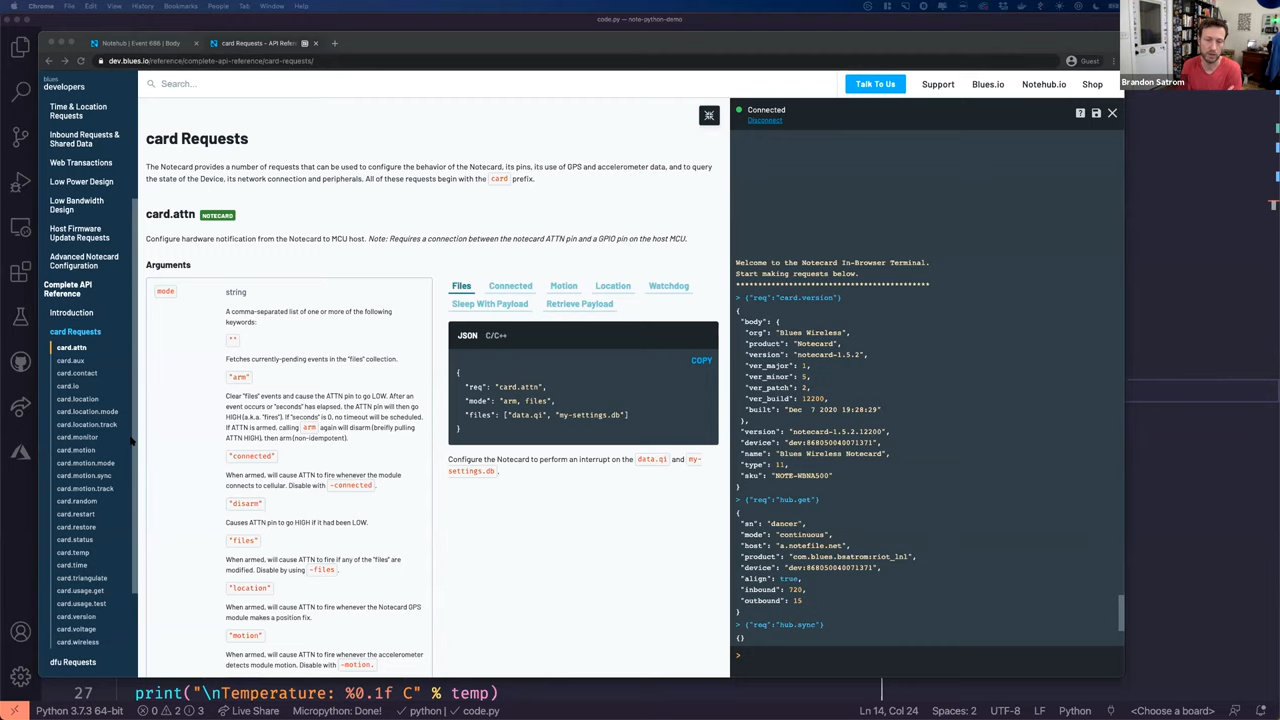 Chrome File Edit View History Bookmarks People Tab Window Help
code.py — note-python-demo
Notehub | Event 686 | Body
card Requests – API Refere
dev.blues.io/reference/complete-api-reference/card-requests/
Guest
Brandon Satrom
blues
developers
Search...
Talk To Us
Support
Blues.io
Notehub.io
Shop
Time & Location
Requests
Inbound Requests &
Shared Data
Web Transactions
Low Power Design
Low Bandwidth
Design
Host Firmware
Update Requests
Advanced Notecard
Configuration
Complete API
Reference
Introduction
card Requests
card.attn
card.aux
card.contact
card.io
card.location
card.location.mode
card.location.track
card.monitor
card.motion
card.motion.mode
card.motion.sync
card.motion.track
card.random
card.restart
card.restore
card.status
card.temp
card.time
card.triangulate
card.usage.get
card.usage.test
card.version
card.voltage
card.wireless
dfu Requests
card Requests
The Notecard provides a number of requests that can be used to configure the behavior of the Notecard, its pins, its use of GPS and accelerometer data, and to query
the state of the Device, its network connection and peripherals. All of these requests begin with the card prefix.
card.attn NOTECARD
Configure hardware notification from the Notecard to MCU host. Note: Requires a connection between the notecard ATTN pin and a GPIO pin on the host MCU.
Arguments
mode
string
A comma-separated list of one or more of the following
keywords:
""
Fetches currently-pending events in the "files" collection.
"arm"
Clear "files" events and cause the ATTN pin to go LOW. After an
event occurs or "seconds" has elapsed, the ATTN pin will then go
HIGH (a.k.a. "fires"). If "seconds" is 0, no timeout will be scheduled.
If ATTN is armed, calling arm again will disarm (breifly pulling
ATTN HIGH), then arm (non-idempotent).
"connected"
When armed, will cause ATTN to fire whenever the module
connects to cellular. Disable with -connected.
"disarm"
Causes ATTN pin to go HIGH if it had been LOW.
"files"
When armed, will cause ATTN to fire if any of the "files" are
modified. Disable by using -files.
"location"
When armed, will cause ATTN to fire whenever the Notecard GPS
module makes a position fix.
"motion"
When armed, will cause ATTN to fire whenever the accelerometer
detects module motion. Disable with -motion.
Files Connected Motion Location Watchdog
Sleep With Payload Retrieve Payload
JSON C/C++
COPY
{
"req": "card.attn",
"mode": "arm, files",
"files": ["data.qi", "my-settings.db"]
}
Configure the Notecard to perform an interrupt on the data.qi and my-
settings.db.
Connected
Disconnect
Welcome to the Notecard In-Browser Terminal.
Start making requests below.
********************************************
> {"req":"card.version"}
{
"body": {
"org": "Blues Wireless",
"product": "Notecard",
"version": "notecard-1.5.2",
"ver_major": 1,
"ver_minor": 5,
"ver_patch": 2,
"ver_build": 12200,
"built": "Dec 7 2020 19:28:29"
},
"version": "notecard-1.5.2.12200",
"device": "dev:868050040071371",
"name": "Blues Wireless Notecard",
"type": 11,
"sku": "NOTE-WBNA500"
}
> {"req":"hub.get"}
{
"sn": "dancer",
"mode": "continuous",
"host": "a.notefile.net",
"product": "com.blues.bsatrom:riot_lnl",
"device": "dev:868050040071371",
"align": true,
"inbound": 720,
"outbound": 15
}
> {"req":"hub.sync"}
{}
>
27 print("\nTemperature: %0.1f C" % temp)
Python 3.7.3 64-bit 0 2 3 Live Share Micropython: Done! python | code.py Ln 14, Col 24 Spaces: 2 UTF-8 LF Python